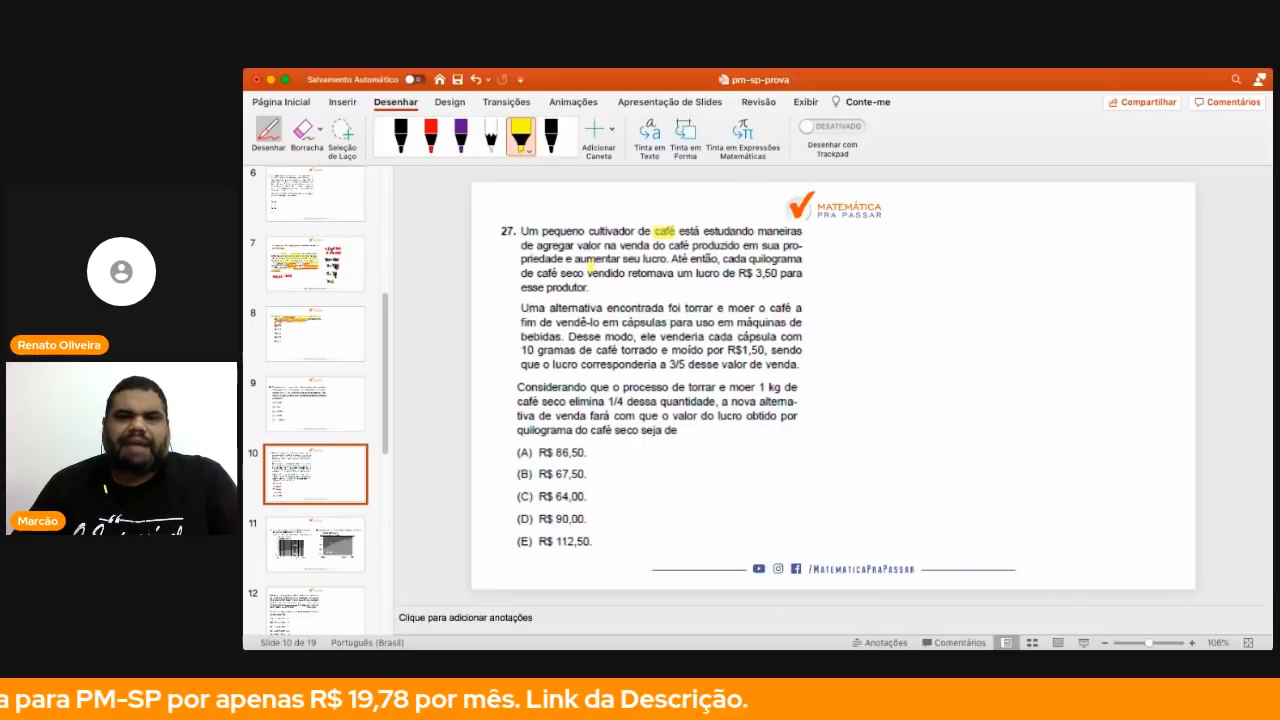 Salvamento Automático
pm-sp-prova
Página Inicial Inserir Desenhar Design Transições Animações Apresentação de Slides Revisão Exibir Conte-me
Compartilhar Comentários
Desenhar Borracha Seleção de Laço
Adicionar Caneta
Tinta em Texto
Tinta em Forma
Tinta em Expressões Matemáticas
DESATIVADO
Desenhar com Trackpad
6
7
8
9
10
11
12
MATEMÁTICA
PRA PASSAR
27. Um pequeno cultivador de café está estudando maneiras
de agregar valor na venda do café produzido em sua pro-
priedade e aumentar seu lucro. Até então, cada quilograma
de café seco vendido retornava um lucro de R$ 3,50 para
esse produtor.
Uma alternativa encontrada foi torrar e moer o café a
fim de vendê-lo em cápsulas para uso em máquinas de
bebidas. Desse modo, ele venderia cada cápsula com
10 gramas de café torrado e moído por R$1,50, sendo
que o lucro corresponderia a 3/5 desse valor de venda.
Considerando que o processo de torrar e moer 1 kg de
café seco elimina 1/4 dessa quantidade, a nova alterna-
tiva de venda fará com que o valor do lucro obtido por
quilograma do café seco seja de
(A) R$ 86,50.
(B) R$ 67,50.
(C) R$ 64,00.
(D) R$ 90,00.
(E) R$ 112,50.
/MatematicaPraPassar
Clique para adicionar anotações
Slide 10 de 19 Português (Brasil)
Anotações Comentários
106%
Renato Oliveira
Marcão
a para PM-SP por apenas R$ 19,78 por mês. Link da Descrição.